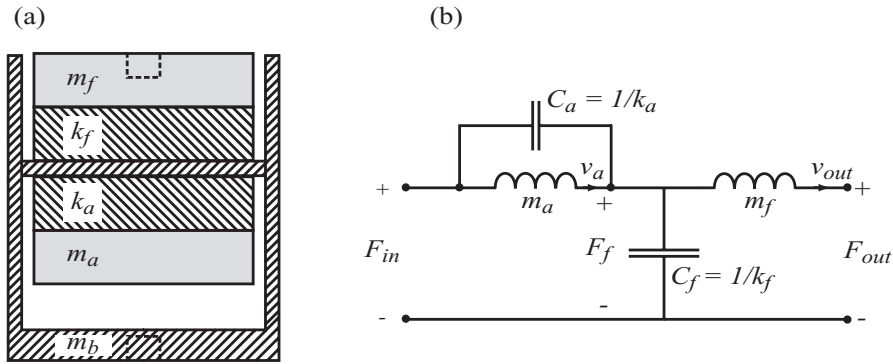 (a)
m_f
k_f
k_a
m_a
m_b
(b)
C_a = 1/k_a
v_a
v_out
+
+
m_a
m_f
+
F_in
F_f
F_out
C_f = 1/k_f
-
-
-